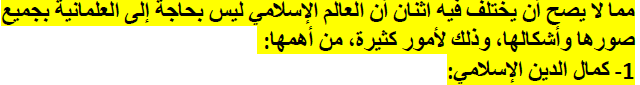 مما لا يصح أن يختلف فيه اثنان أن العالم الإسلامي ليس بحاجة إلى العلمانية بجميع
صورها وأشكالها، وذلك لأمور كثيرة، من أهمها:
1- كمال الدين الإسلامي: